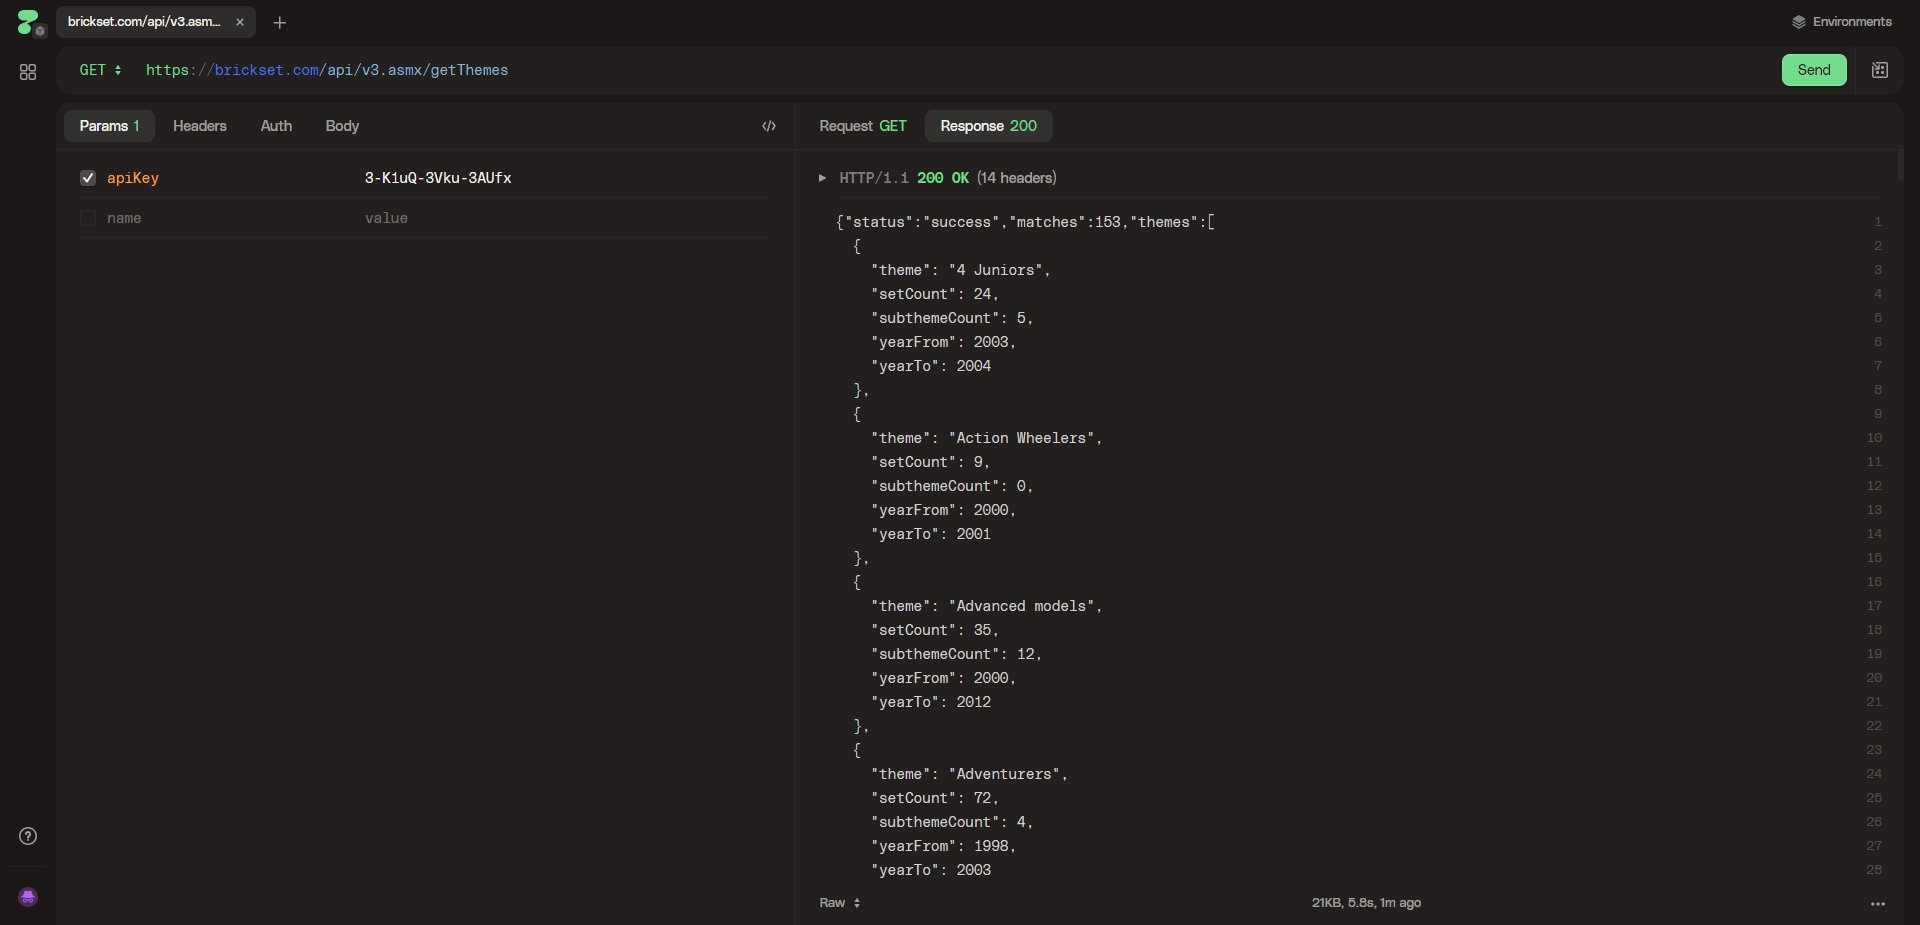 brickset.com/api/v3.asm...
Environments
GET https://brickset.com/api/v3.asmx/getThemes
Send
Params 1 Headers Auth Body
Request GET Response 200
apiKey 3-K1uQ-3Vku-3AUfx
name value
HTTP/1.1 200 OK (14 headers)
{"status":"success","matches":153,"themes":[ 1
{ 2
"theme": "4 Juniors", 3
"setCount": 24, 4
"subthemeCount": 5, 5
"yearFrom": 2003, 6
"yearTo": 2004 7
}, 8
{ 9
"theme": "Action Wheelers", 10
"setCount": 9, 11
"subthemeCount": 0, 12
"yearFrom": 2000, 13
"yearTo": 2001 14
}, 15
{ 16
"theme": "Advanced models", 17
"setCount": 35, 18
"subthemeCount": 12, 19
"yearFrom": 2000, 20
"yearTo": 2012 21
}, 22
{ 23
"theme": "Adventurers", 24
"setCount": 72, 25
"subthemeCount": 4, 26
"yearFrom": 1998, 27
"yearTo": 2003 28
Raw 21KB, 5.8s, 1m ago